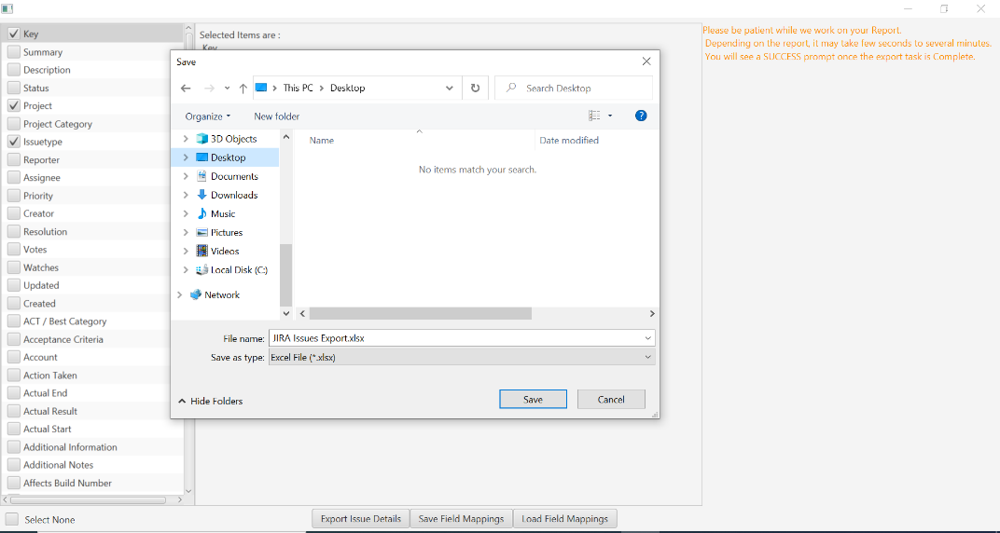 Key
Summary
Description
Status
Project
Project Category
Issuetype
Reporter
Assignee
Priority
Creator
Resolution
Votes
Watches
Updated
Created
ACT / Best Category
Acceptance Criteria
Account
Action Taken
Actual End
Actual Result
Actual Start
Additional Information
Additional Notes
Affects Build Number
Select None
Selected Items are :
Key
Please be patient while we work on your Report.
Depending on the report, it may take few seconds to several minutes.
You will see a SUCCESS prompt once the export task is Complete.
Save
This PC > Desktop
Search Desktop
Organize
New folder
?
3D Objects
Desktop
Documents
Downloads
Music
Pictures
Videos
Local Disk (C:)
Network
Name Date modified
No items match your search.
File name: JIRA Issues Export.xlsx
Save as type: Excel File (*.xlsx)
Hide Folders
Save
Cancel
Export Issue Details
Save Field Mappings
Load Field Mappings